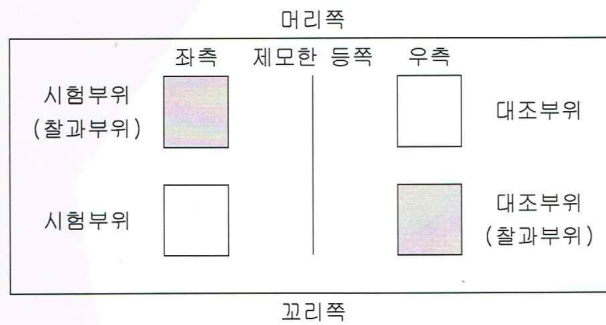 머리쪽
좌측 제모한 등쪽 우측
시험부위
(찰과부위)
대조부위
시험부위
대조부위
(찰과부위)
꼬리쪽